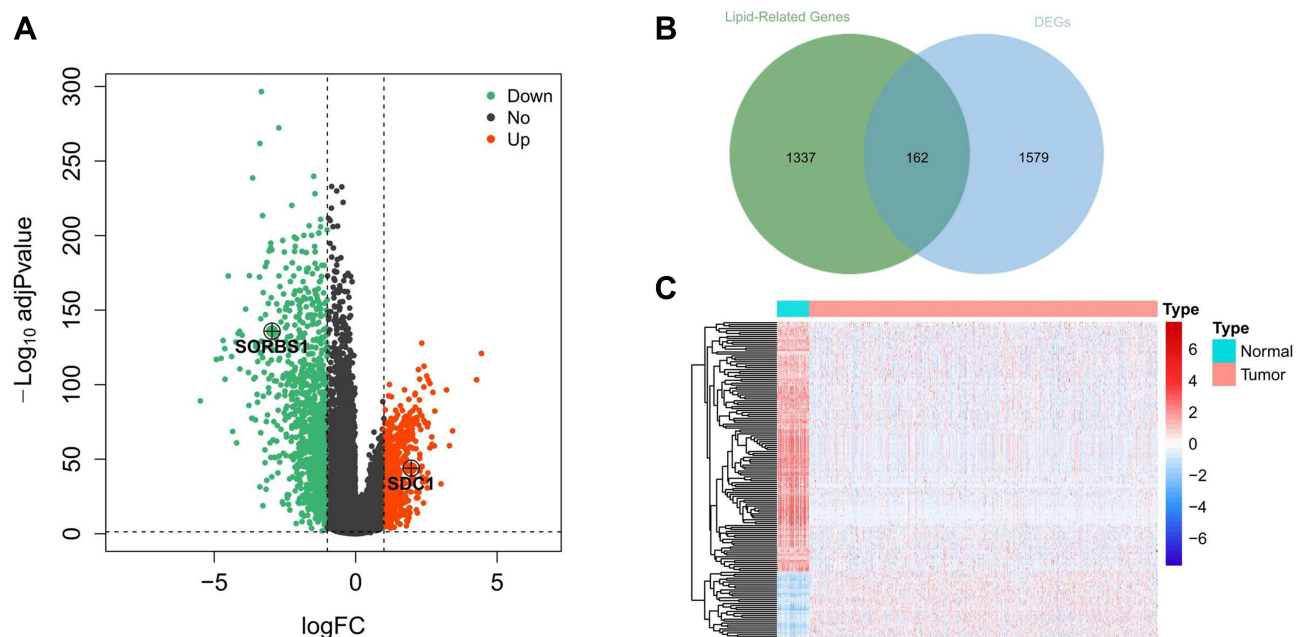 A
−Log₁₀ adjPvalue
300
250
200
150
100
50
0
−5
0
5
logFC
Down
No
Up
SORBS1
SDC1
B
Lipid-Related Genes
DEGs
1337
162
1579
C
Type
6
4
2
0
−2
−4
−6
Type
Normal
Tumor